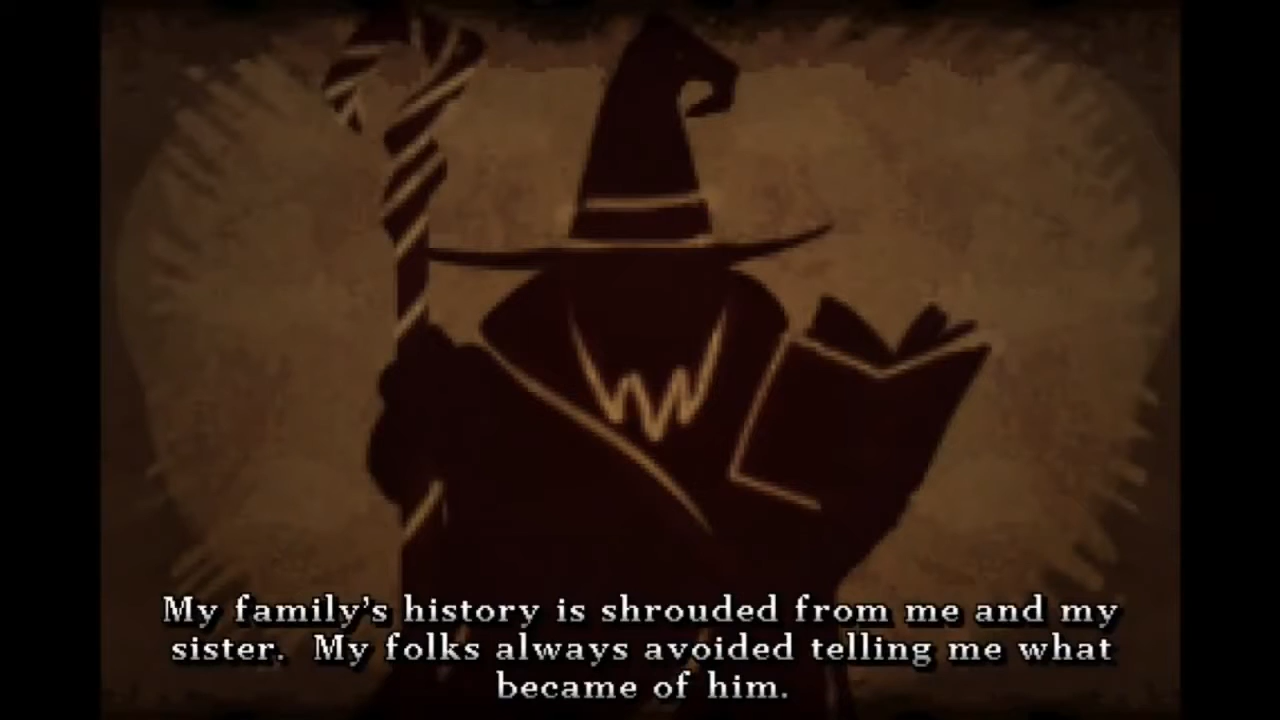 My family's history is shrouded from me and my
sister.  My folks always avoided telling me what
became of him.